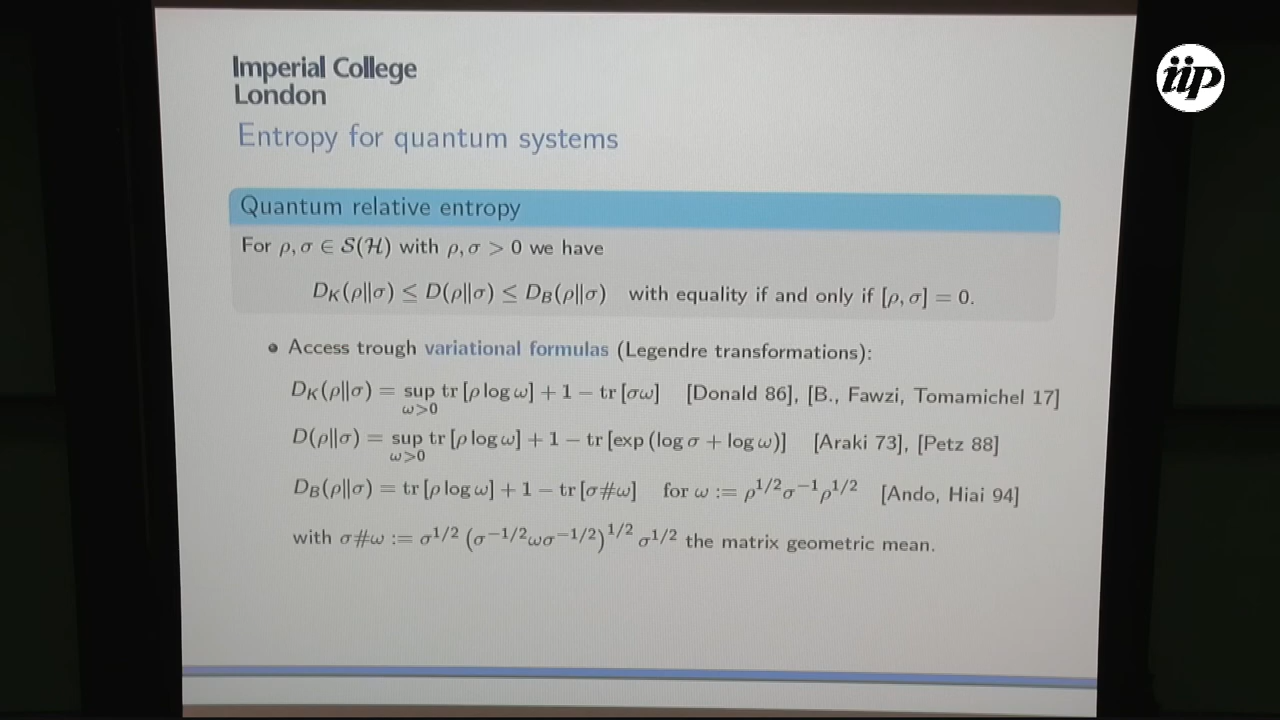 iip
Imperial College
London
Entropy for quantum systems
Quantum relative entropy
For ρ, σ ∈ 𝒮(ℋ) with ρ, σ > 0 we have
D_K(ρ||σ) ≤ D(ρ||σ) ≤ D_B(ρ||σ) with equality if and only if [ρ, σ] = 0.
• Access trough variational formulas (Legendre transformations):
D_K(ρ||σ) = sup_{ω>0} tr [ρ log ω] + 1 − tr [σω] [Donald 86], [B., Fawzi, Tomamichel 17]
D(ρ||σ) = sup_{ω>0} tr [ρ log ω] + 1 − tr [exp (log σ + log ω)] [Araki 73], [Petz 88]
D_B(ρ||σ) = tr [ρ log ω] + 1 − tr [σ#ω] for ω := ρ^{1/2}σ^{−1}ρ^{1/2} [Ando, Hiai 94]
with σ#ω := σ^{1/2} (σ^{−1/2}ωσ^{−1/2})^{1/2} σ^{1/2} the matrix geometric mean.